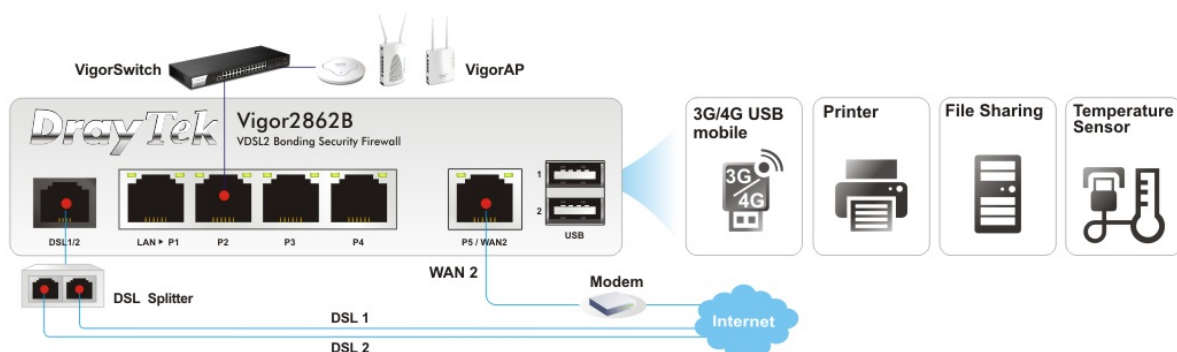 VigorSwitch
VigorAP
DrayTek
Vigor2862B
VDSL2 Bonding Security Firewall
DSL1/2
LAN ▶ P1
P2
P3
P4
P5 / WAN2
1
2
USB
3G/4G USB
mobile
3G/
4G
Printer
File Sharing
Temperature
Sensor
WAN 2
DSL Splitter
Modem
Internet
DSL 1
DSL 2